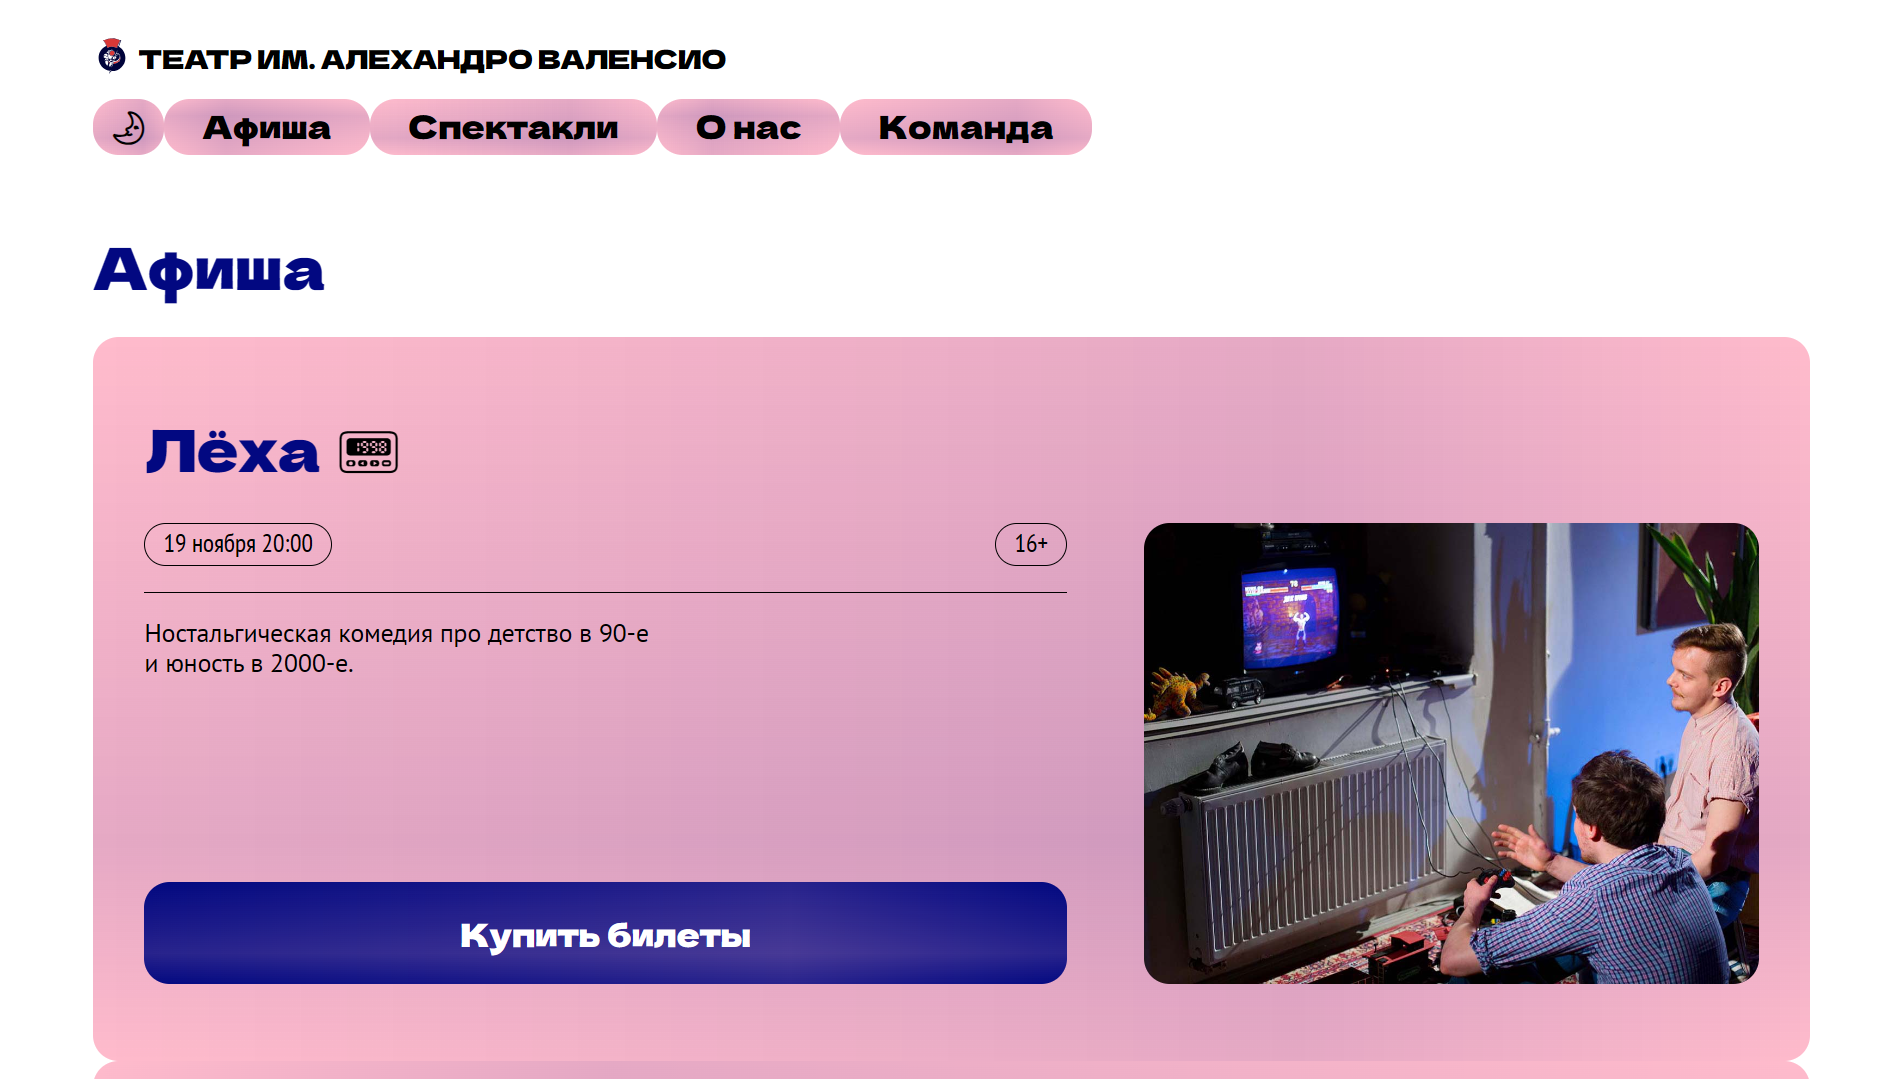 ТЕАТР ИМ. АЛЕХАНДРО ВАЛЕНСИО
Афиша
Спектакли
О нас
Команда
Афиша
Лёха
19 ноября 20:00
16+
Ностальгическая комедия про детство в 90-е
и юность в 2000-е.
Купить билеты